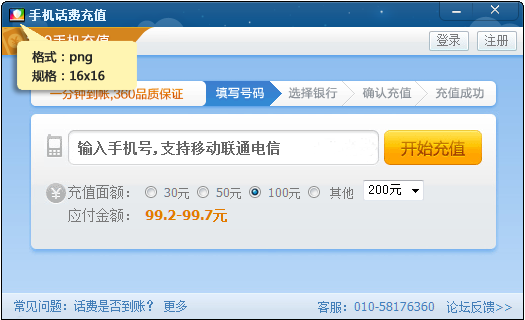 手机话费充值
0手机充值
格式：png
规格：16x16
登录 注册
一分钟到帐,360品质保证 填写号码 选择银行 确认充值 充值成功
输入手机号,支持移动联通电信 开始充值
充值面额： 30元 50元 100元 其他 200元
应付金额： 99.2-99.7元
常见问题：话费是否到账？ 更多 客服：010-58176360 论坛反馈>>